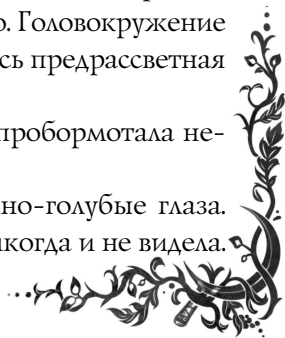 Головокружение
сь предрассветная
пробормотала не-
но-голубые глаза.
икогда и не видела.